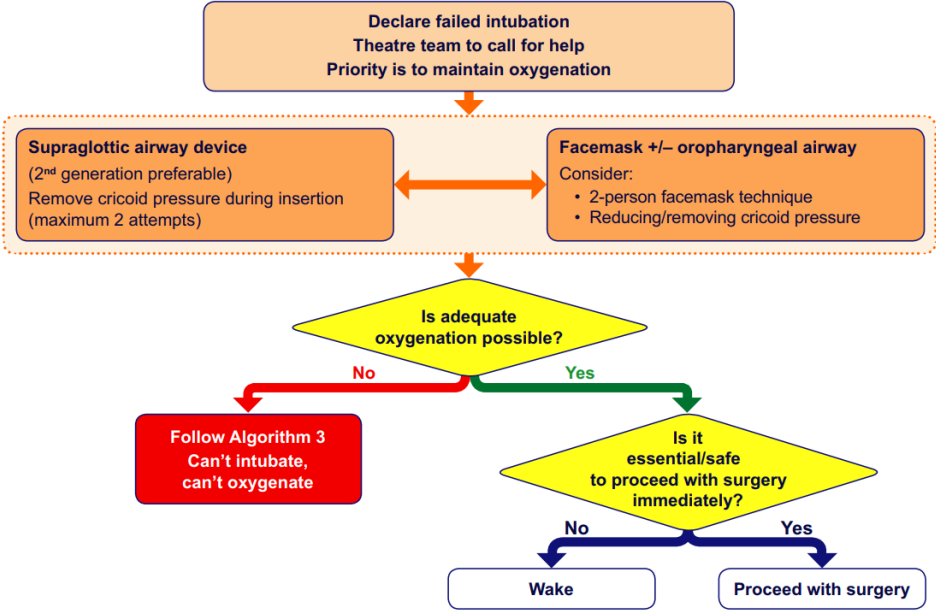 Declare failed intubation
Theatre team to call for help
Priority is to maintain oxygenation
Supraglottic airway device
(2nd generation preferable)
Remove cricoid pressure during insertion
(maximum 2 attempts)
Facemask +/– oropharyngeal airway
Consider:
• 2-person facemask technique
• Reducing/removing cricoid pressure
Is adequate
oxygenation possible?
No
Yes
Follow Algorithm 3
Can't intubate,
can't oxygenate
Is it
essential/safe
to proceed with surgery
immediately?
No
Yes
Wake
Proceed with surgery